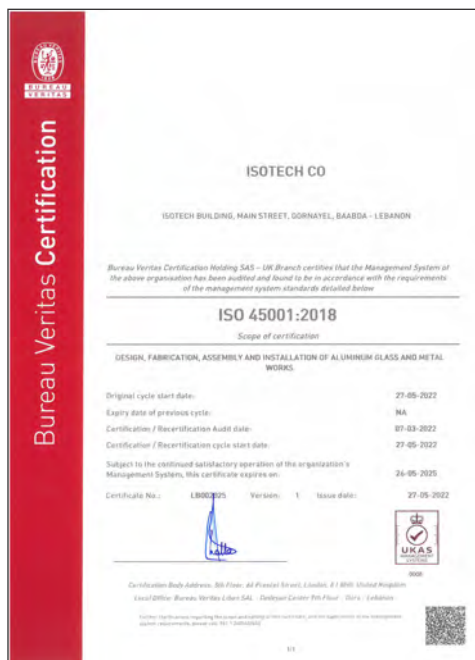 BUREAU
VERITAS
Bureau Veritas Certification
ISOTECH CO
ISOTECH BUILDING, MAIN STREET, QORNAYEL, BAABDA - LEBANON
Bureau Veritas Certification Holding SAS – UK Branch certifies that the Management System of
the above organisation has been audited and found to be in accordance with the requirements
of the management system standards detailed below
ISO 45001:2018
Scope of certification
DESIGN, FABRICATION, ASSEMBLY AND INSTALLATION OF ALUMINUM GLASS AND METAL
WORKS
Original cycle start date: 27-05-2022
Expiry date of previous cycle: NA
Certification / Recertification Audit date: 07-03-2022
Certification / Recertification cycle start date: 27-05-2022
Subject to the continued satisfactory operation of the organization's
Management System, this certificate expires on: 26-05-2025
Certificate No.: Version: 1 Issue date: 27-05-2022
UKAS
MANAGEMENT
SYSTEMS
0008
Certification Body Address: 5th Floor, 66 Prescot Street, London, E1 8HG, United Kingdom
Local Office: Bureau Veritas Liban SAL - 9th Floor - Lebanon
1/1